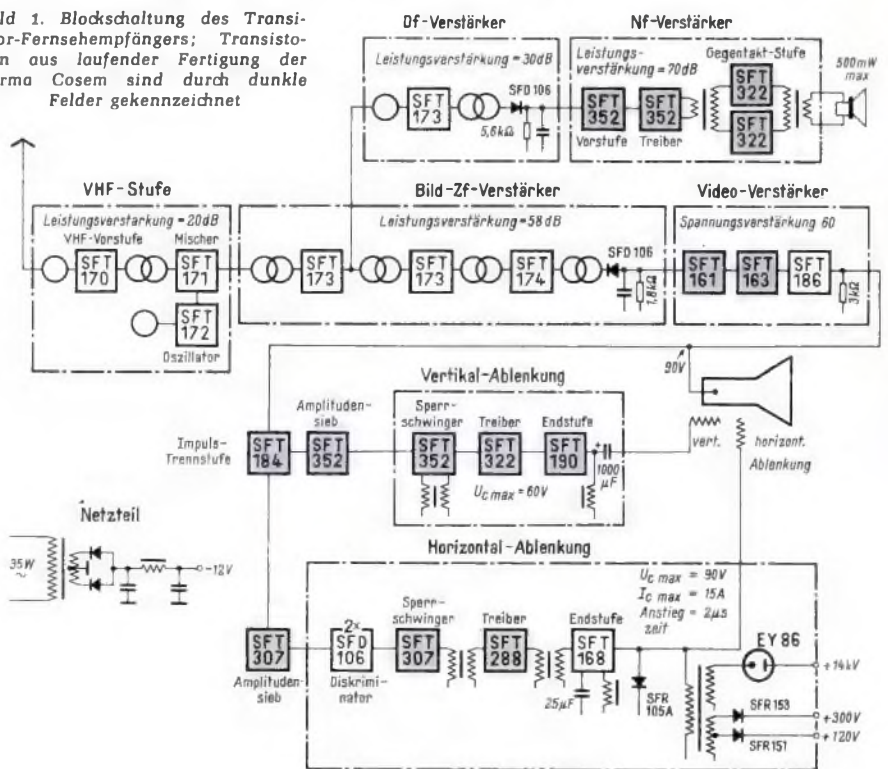 ld 1. Blockschaltung des Transi-
or-Fernsehempfängers; Transisto-
n aus laufender Fertigung der
rma Cosem sind durch dunkle
Felder gekennzeichnet
Df-Verstärker
Leistungsverstärkung = 30dB
SFT 173
SFD 106
5,6kΩ
Nf-Verstärker
Leistungs-
verstärkung = 70dB
Gegentakt-Stufe
SFT 352
Vorstufe
SFT 352
Treiber
SFT 322
SFT 322
500mW
max
VHF-Stufe
Leistungsverstarkung = 20dB
VHF-Vorstufe
Mischer
SFT 170
SFT 171
SFT 172
Oszillator
Bild-Zf-Verstärker
Leistungsverstärkung = 58dB
SFT 173
SFT 173
SFT 174
SFD 106
1,8kΩ
Video-Verstärker
Spannungsverstärkung 60
SFT 161
SFT 163
SFT 186
3kΩ
90V
vert.
horizont.
Ablenkung
Impuls-
Trennstufe
SFT 184
Amplituden-
sieb
SFT 352
Vertikal-Ablenkung
Sperr-
schwinger
SFT 352
Treiber
SFT 322
Endstufe
SFT 190
+
1000
µF
Uc max = 60V
Netzteil
35W
~
-12V
Horizontal-Ablenkung
Uc max = 90V
Ic max = 15A
Anstieg = 2µs
zeit
SFT 307
Amplituden-
sieb
2×
SFD 106
Diskrimi-
nator
Sperr-
schwinger
SFT 307
Treiber
SFT 288
Endstufe
SFT 168
25µF
SFR
105A
EY 86
+14kV
SFR 153
+300V
SFR 151
+120V